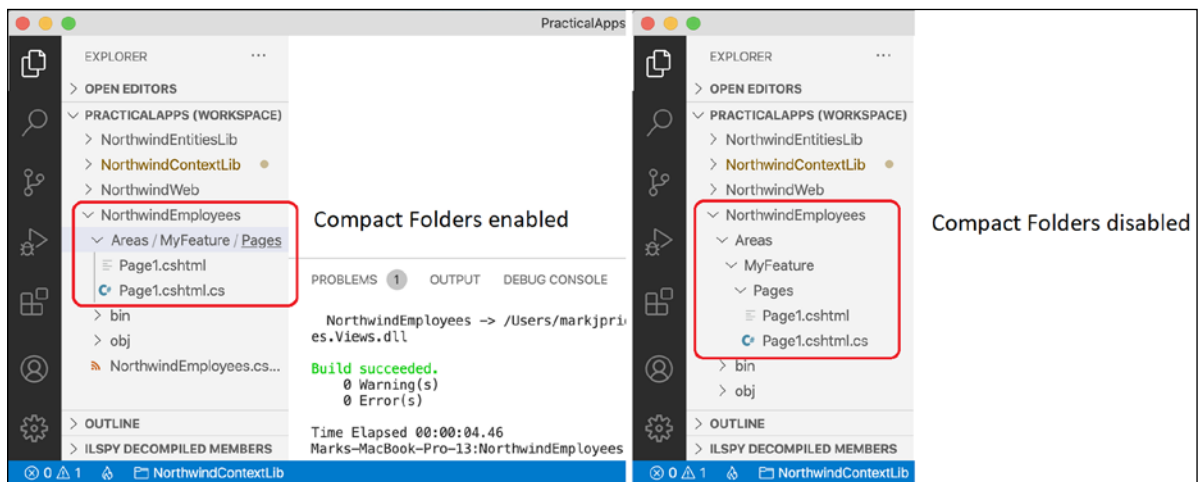 PracticalApps
EXPLORER ...
> OPEN EDITORS
PRACTICALAPPS (WORKSPACE)
> NorthwindEntitiesLib
> NorthwindContextLib
> NorthwindWeb
NorthwindEmployees
Areas / MyFeature / Pages
Page1.cshtml
C# Page1.cshtml.cs
> bin
> obj
NorthwindEmployees.cs...
> OUTLINE
> ILSPY DECOMPILED MEMBERS
0 1 NorthwindContextLib
Compact Folders enabled
PROBLEMS 1 OUTPUT DEBUG CONSOLE
NorthwindEmployees -> /Users/markjpri
es.Views.dll
Build succeeded.
0 Warning(s)
0 Error(s)
Time Elapsed 00:00:04.46
Marks-MacBook-Pro-13:NorthwindEmployees
EXPLORER ...
> OPEN EDITORS
PRACTICALAPPS (WORKSPACE)
> NorthwindEntitiesLib
> NorthwindContextLib
> NorthwindWeb
NorthwindEmployees
Areas
MyFeature
Pages
Page1.cshtml
C# Page1.cshtml.cs
> bin
> obj
> OUTLINE
> ILSPY DECOMPILED MEMBERS
0 1 NorthwindContextLib
Compact Folders disabled